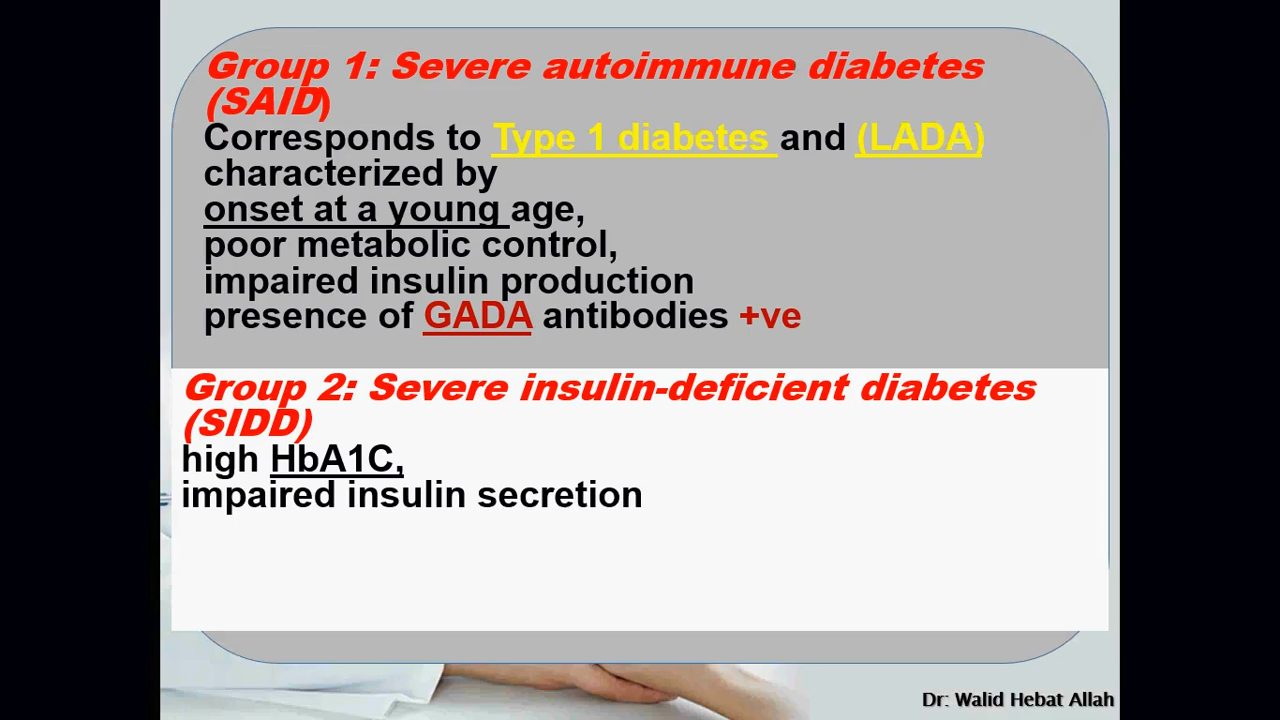 Group 1: Severe autoimmune diabetes
(SAID)
Corresponds to Type 1 diabetes and (LADA)
characterized by
onset at a young age,
poor metabolic control,
impaired insulin production
presence of GADA antibodies +ve
Group 2: Severe insulin-deficient diabetes
(SIDD)
high HbA1C,
impaired insulin secretion
Dr: Walid Hebat Allah